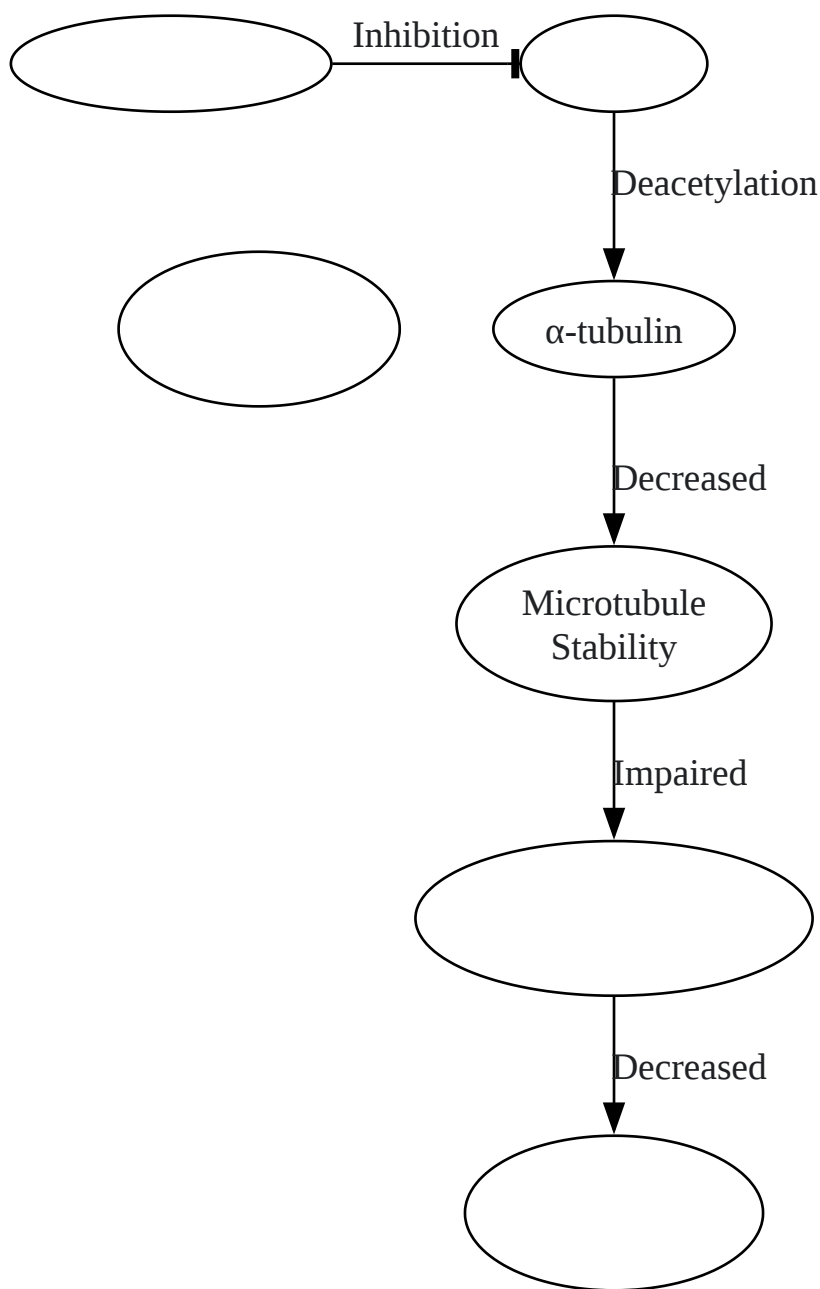 Inhibition
Deacetylation
α-tubulin
Decreased
Microtubule
Stability
Impaired
Decreased